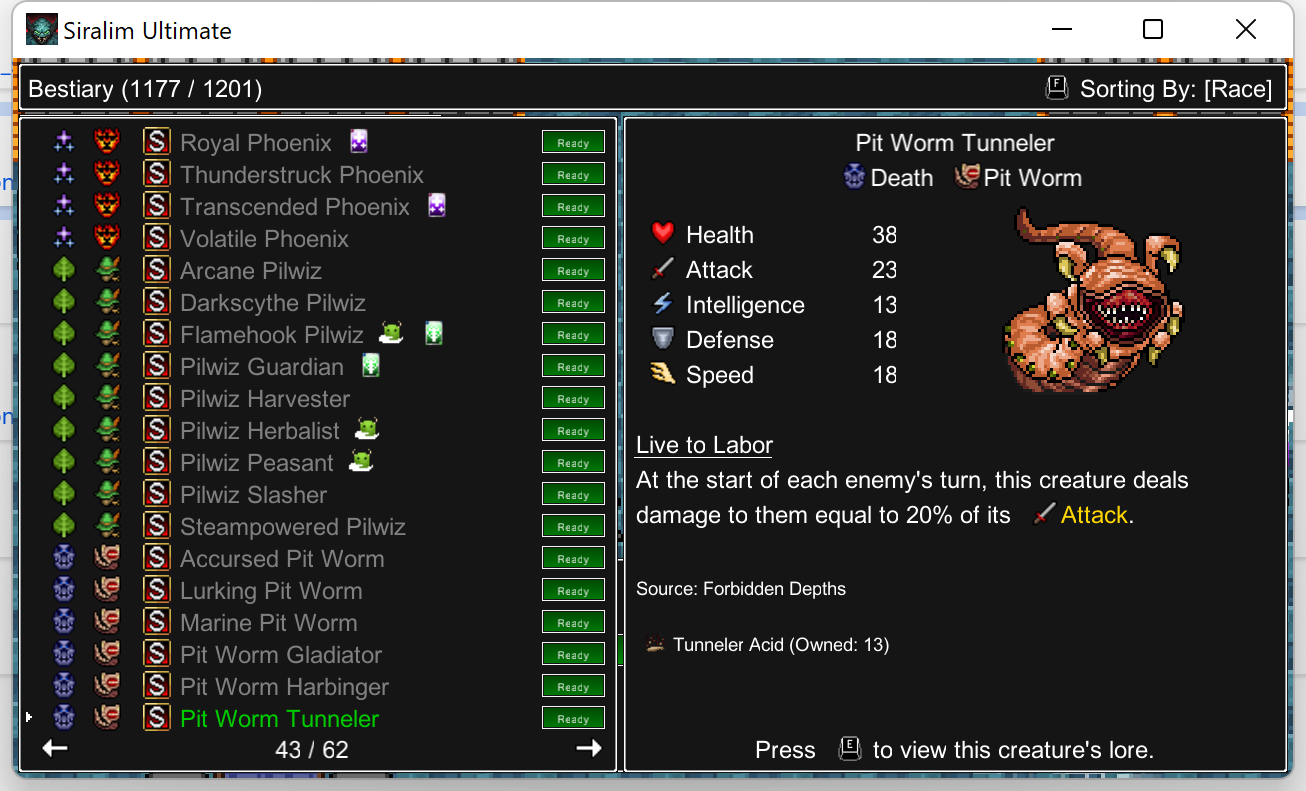 Siralim Ultimate
Bestiary (1177 / 1201)
F Sorting By: [Race]
S Royal Phoenix Ready
S Thunderstruck Phoenix Ready
S Transcended Phoenix Ready
S Volatile Phoenix Ready
S Arcane Pilwiz Ready
S Darkscythe Pilwiz Ready
S Flamehook Pilwiz Ready
S Pilwiz Guardian Ready
S Pilwiz Harvester Ready
S Pilwiz Herbalist Ready
S Pilwiz Peasant Ready
S Pilwiz Slasher Ready
S Steampowered Pilwiz Ready
S Accursed Pit Worm Ready
S Lurking Pit Worm Ready
S Marine Pit Worm Ready
S Pit Worm Gladiator Ready
S Pit Worm Harbinger Ready
S Pit Worm Tunneler Ready
43 / 62
Pit Worm Tunneler
Death Pit Worm
Health 38
Attack 23
Intelligence 13
Defense 18
Speed 18
Live to Labor
At the start of each enemy's turn, this creature deals
damage to them equal to 20% of its Attack.
Source: Forbidden Depths
Tunneler Acid (Owned: 13)
Press E to view this creature's lore.